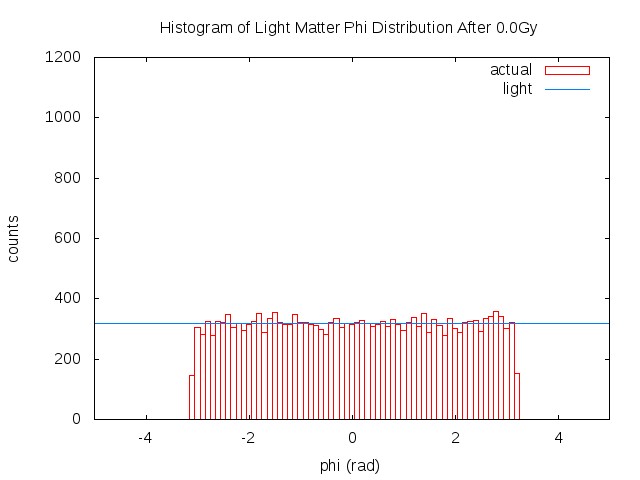 Histogram of Light Matter Phi Distribution After 0.0Gy
1200
1000
800
600
400
200
0
counts
actual
light
-4
-2
0
2
4
phi (rad)